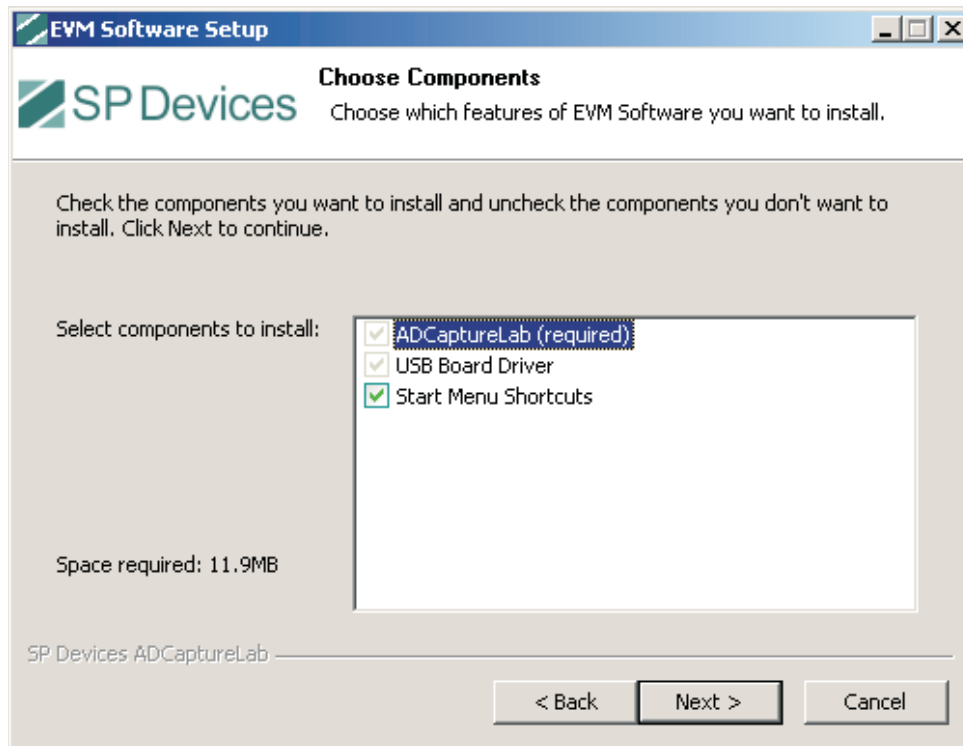 EVM Software Setup
SP Devices
Choose Components
Choose which features of EVM Software you want to install.
Check the components you want to install and uncheck the components you don't want to
install. Click Next to continue.
Select components to install:
ADCaptureLab (required)
USB Board Driver
Start Menu Shortcuts
Space required: 11.9MB
SP Devices ADCaptureLab
< Back
Next >
Cancel